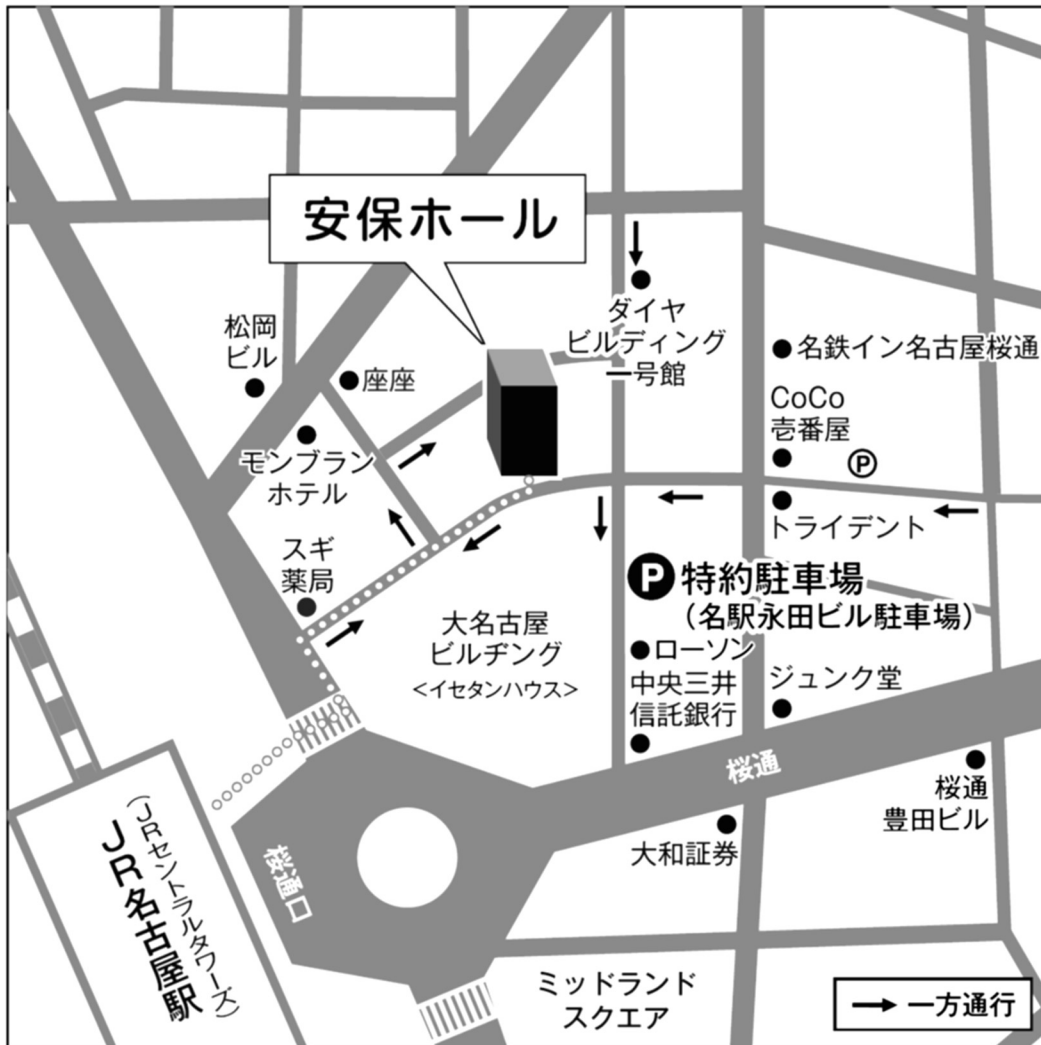 安保ホール
松岡
ビル
座座
モンブラン
ホテル
スギ
薬局
ダイヤ
ビルディング
一号館
名鉄イン名古屋桜通
CoCo
壱番屋
P
トライデント
P 特約駐車場
(名駅永田ビル駐車場)
大名古屋
ビルヂング
<イセタンハウス>
ローソン
中央三井
信託銀行
ジュンク堂
桜通
桜通
豊田ビル
大和証券
桜通口
(JRセントラルタワーズ)
JR名古屋駅
ミッドランド
スクエア
→ 一方通行